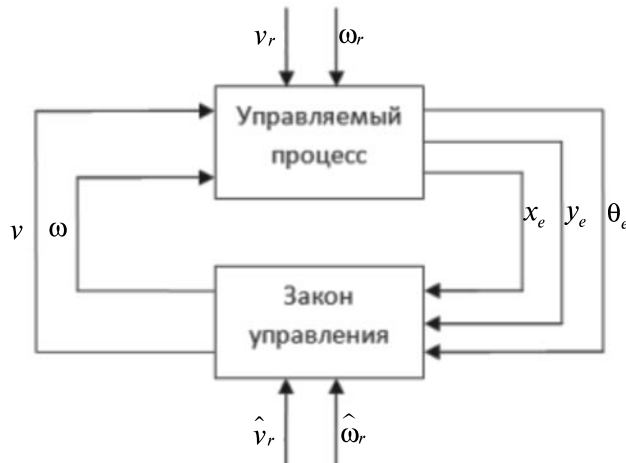 v_r ω_r
Управляемый
процесс
v ω x_e y_e θ_e
Закон
управления
v̂_r ω̂_r